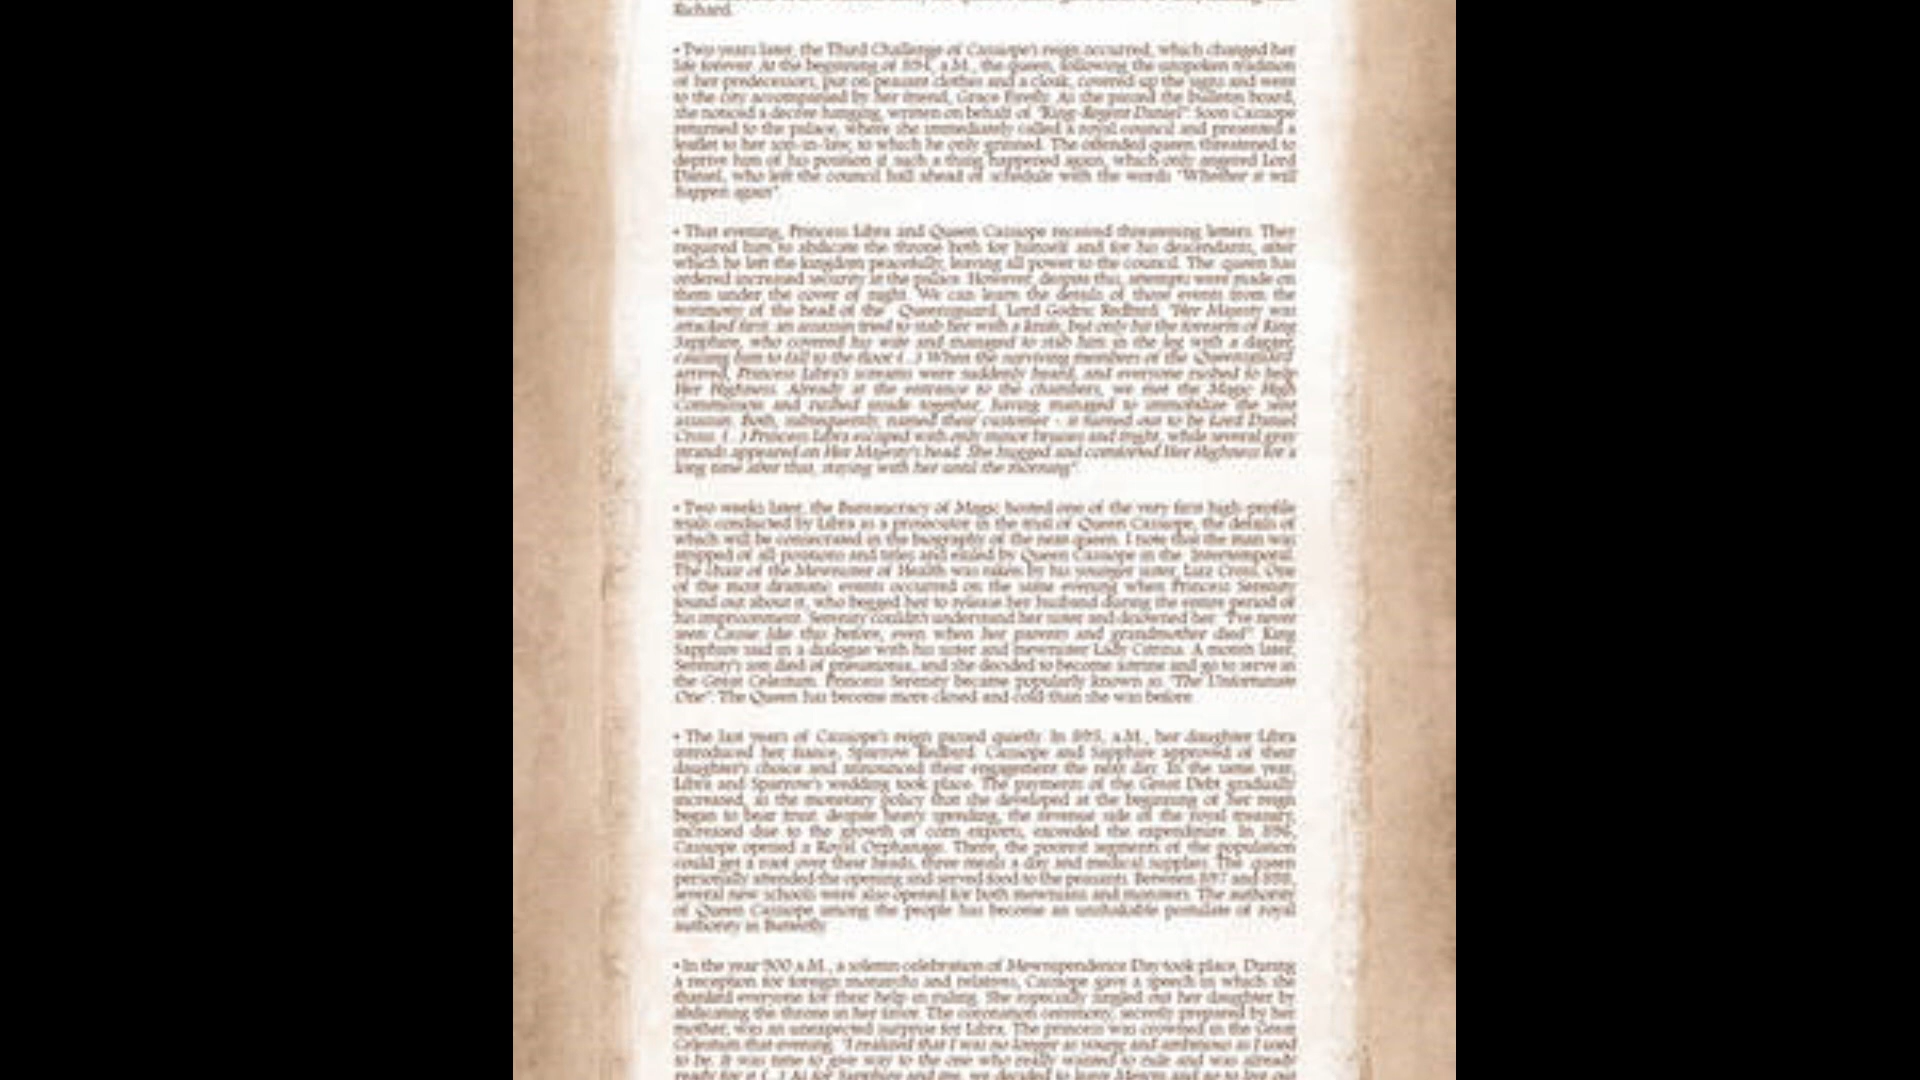 Richard.
• Two years later, the Third Challenge of Cassiope's reign occurred, which changed her
life forever. At the beginning of 894, a.M., the queen, following the unspoken tradition
of her predecessors, put on peasant clothes and a cloak, covered up the signs and went
to the city accompanied by her friend, Grace Firefly. As she passed the bulletin board,
she noticed a decree hanging, written on behalf of "King-Regent Daniel". Soon Cassiope
returned to the palace, where she immediately called a royal council and presented a
leaflet to her son-in-law, to which he only grinned. The offended queen threatened to
deprive him of his position if such a thing happened again, which only angered Lord
Daniel, who left the council hall ahead of schedule with the words "Whether it will
happen again"
• That evening, Princess Libra and Queen Cassiope received threatening letters. They
required him to abdicate the throne both for himself and for his descendants, after
which he left the kingdom peacefully, leaving all power to the council. The queen has
ordered increased security at the palace. However, despite this, attempts were made on
them under the cover of night. We can learn the details of those events from the
testimony of the head of the Queensguard, Lord Godric Redbird. "Her Majesty was
attacked first: an assassin tried to stab her with a knife, but only hit the forearm of King
Sapphire, who covered his wife and managed to stab him in the leg with a dagger,
causing him to fall to the floor (...) When the surviving members of the Queensguard
arrived, Princess Libra's screams were suddenly heard, and everyone rushed to help
Her Highness. Already at the entrance to the chambers, we met the Magic High
Commission and rushed inside together, having managed to immobilize the
assassin. Both, subsequently, named their customer - it turned out to be Lord Daniel
Cross. (...) Princess Libra escaped with only minor bruises and fright, while several gray
strands appeared on Her Majesty's head. She hugged and comforted Her Highness for a
long time after that, staying with her until the morning".
• Two weeks later, the Bureaucracy of Magic hosted one of the very first high-profile
trials conducted by Libra as a prosecutor in the trial of Queen Cassiope, the details of
which will be consecrated in the biography of the next queen. I note that the man was
stripped of all positions and titles and exiled by Queen Cassiope in the Intertemporal.
The chair of the Mewnister of Health was taken by his younger sister, Cross. One
of the most dramatic events occurred on the same evening when Princess Serenity
found out about it, who begged her to release her husband during the entire period of
his imprisonment. Serenity couldn't understand her sister and disowned her. "I've never
seen Cassie like this before, even when her parents and grandmother died". King
Sapphire said in a dialogue with his sister and mewnister Lady Citrina. A month later,
Serenity's son died of pneumonia, and she decided to become and go to serve in
the Great Celestium. Princess Serenity became popularly known as "The Unfortunate
One". The Queen has become more closed and cold than she was before.
• The last years of Cassiope's reign passed quietly. In 895, a.M., her daughter Libra
introduced her fiance, Sparrow Redbird. Cassiope and Sapphire approved of their
daughter's choice and announced their engagement the next day. In the same year,
Libra and Sparrow's wedding took place. The payments of the Great Debt gradually
increased, as the monetary policy that she developed at the beginning of her reign
began to bear fruit: despite heavy spending, the revenue side of the royal treasury,
increased due to the growth of corn exports, exceeded the expenditure. In 896,
Cassiope opened a Royal Orphanage. There, the poorest segments of the population
could get a roof over their heads, three meals a day and medical supplies. The queen
personally attended the opening and served food to the peasants. Between 897 and 898,
several new schools were also opened for both mewmans and monsters. The authority
of Queen Cassiope among the people has become an unshakable postulate of royal
authority in Butterfly.
• In the year 900 a.M., a solemn celebration of Mewnipendence Day took place. During
a reception for foreign monarchs and relatives, Cassiope gave a speech in which she
thanked everyone for their help in ruling. She especially singled out her daughter by
abdicating the throne in her favor. The coronation ceremony, secretly prepared by her
mother, was an unexpected surprise for Libra. The princess was crowned in the Great
Celestium that evening. "I realized that I was no longer as young and ambitious as I used
to be. It was time to give way to the one who really wanted to rule and was already
ready for it (...) As for Sapphire and me, we decided to leave Mewni and go to live out